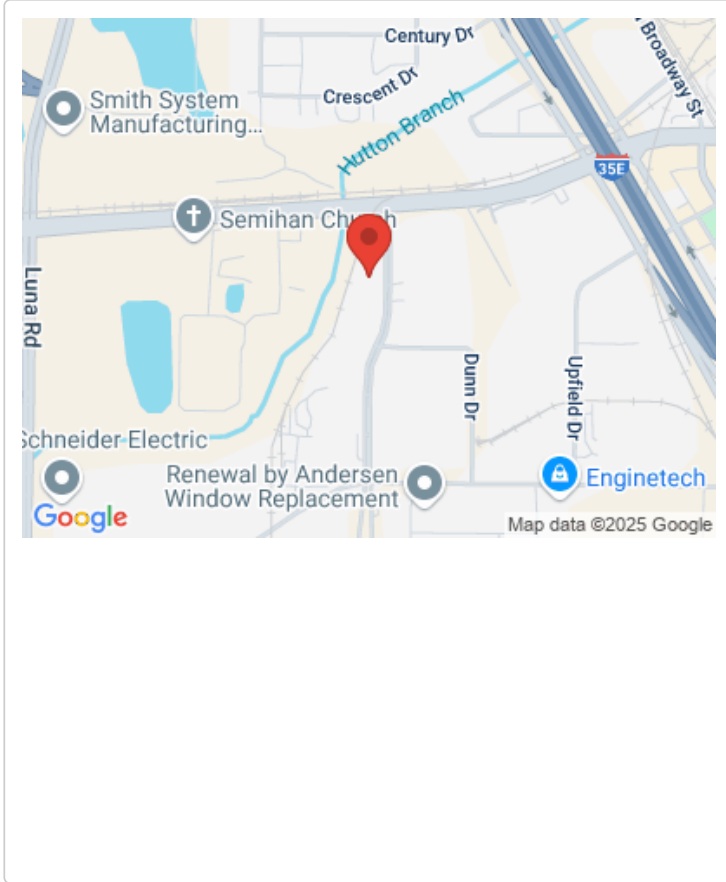 Century Dr
Broadway St
Crescent Dr
Smith System
Manufacturing...
Hutton Branch
35E
Semihan Church
Luna Rd
Dunn Dr
Upfield Dr
Schneider Electric
Renewal by Andersen
Window Replacement
Enginetech
Google
Map data ©2025 Google